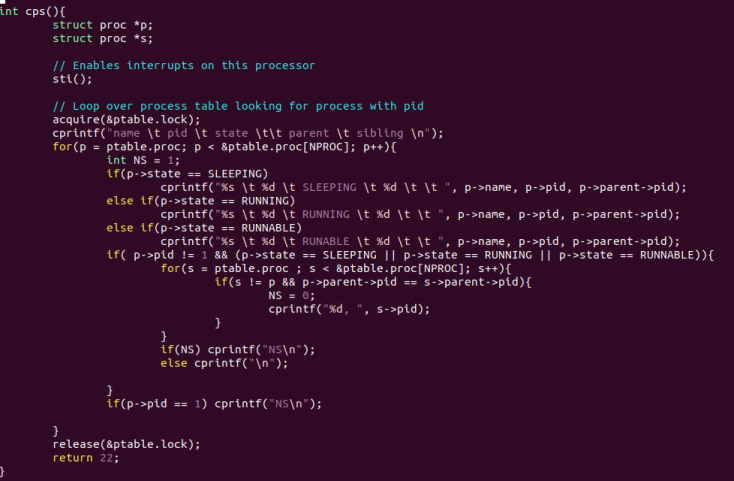 int cps(){
        struct proc *p;
        struct proc *s;

        // Enables interrupts on this processor
        sti();

        // Loop over process table looking for process with pid
        acquire(&ptable.lock);
        cprintf("name \t pid \t state \t\t parent \t sibling \n");
        for(p = ptable.proc; p < &ptable.proc[NPROC]; p++){
                int NS = 1;
                if(p->state == SLEEPING)
                        cprintf("%s \t %d \t SLEEPING \t %d \t \t ", p->name, p->pid, p->parent->pid);
                else if(p->state == RUNNING)
                        cprintf("%s \t %d \t RUNNING \t %d \t \t ", p->name, p->pid, p->parent->pid);
                else if(p->state == RUNNABLE)
                        cprintf("%s \t %d \t RUNABLE \t %d \t \t ", p->name, p->pid, p->parent->pid);
                if( p->pid != 1 && (p->state == SLEEPING || p->state == RUNNING || p->state == RUNNABLE)){
                        for(s = ptable.proc ; s < &ptable.proc[NPROC]; s++){
                                if(s != p && p->parent->pid == s->parent->pid){
                                        NS = 0;
                                        cprintf("%d, ", s->pid);
                                }
                        }
                        if(NS) cprintf("NS\n");
                        else cprintf("\n");

                }
                if(p->pid == 1) cprintf("NS\n");

        }
        release(&ptable.lock);
        return 22;
}